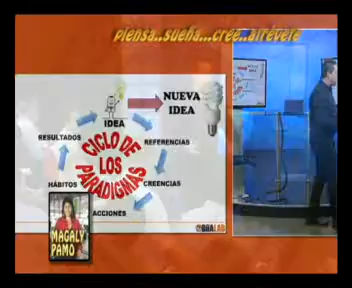 piensa..sueña...cree..atrévete
NUEVA
IDEA
IDEA
RESULTADOS
REFERENCIAS
CICLO DE
LOS
PARADIGMAS
HÁBITOS
CREENCIAS
ACCIONES
MAGALY
PAMO